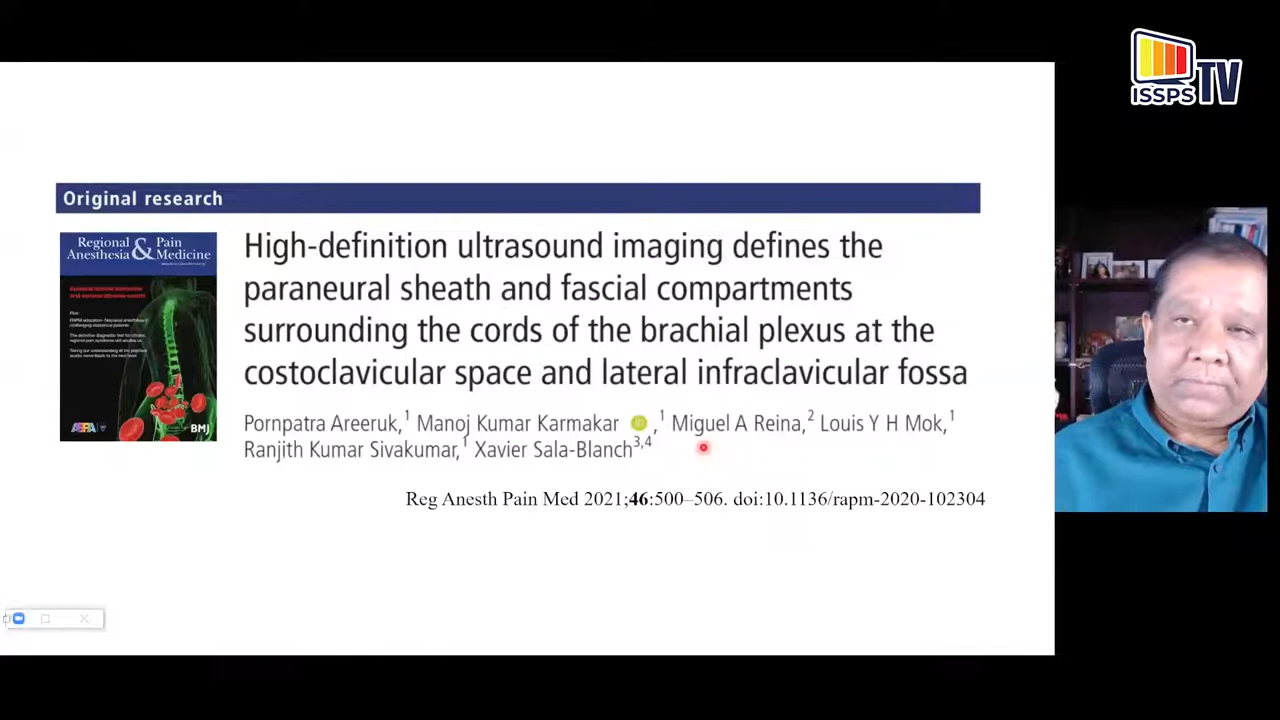 ISSPS TV
Original research
Regional & Pain
Anesthesia Medicine
High-definition ultrasound imaging defines the
paraneural sheath and fascial compartments
surrounding the cords of the brachial plexus at the
costoclavicular space and lateral infraclavicular fossa
Pornpatra Areeruk,1 Manoj Kumar Karmakar ,1 Miguel A Reina,2 Louis Y H Mok,1
Ranjith Kumar Sivakumar,1 Xavier Sala-Blanch3,4
BMJ
Reg Anesth Pain Med 2021;46:500–506. doi:10.1136/rapm-2020-102304